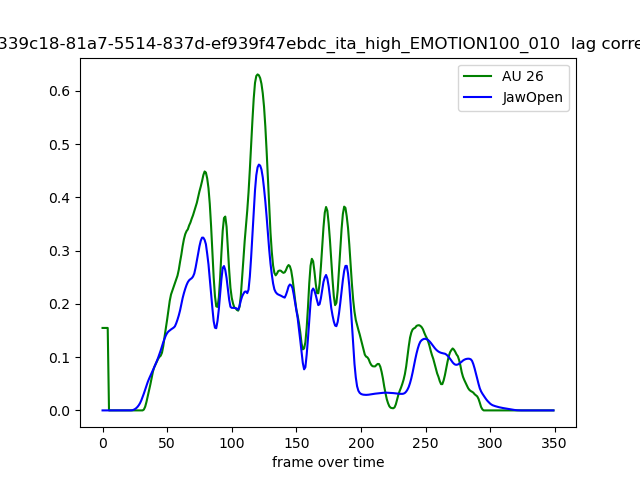 339c18-81a7-5514-837d-ef939f47ebdc_ita_high_EMOTION100_010 lag corre
AU 26
JawOpen
0.6
0.5
0.4
0.3
0.2
0.1
0.0
0 50 100 150 200 250 300 350
frame over time